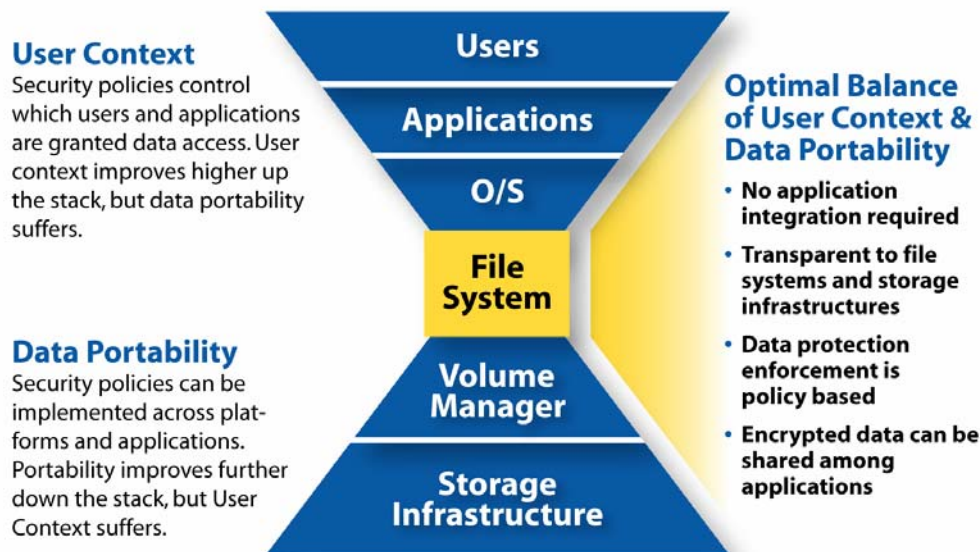 User Context
Security policies control
which users and applications
are granted data access. User
context improves higher up
the stack, but data portability
suffers.
Data Portability
Security policies can be
implemented across plat-
forms and applications.
Portability improves further
down the stack, but User
Context suffers.
Users
Applications
O/S
File
System
Volume
Manager
Storage
Infrastructure
Optimal Balance
of User Context &
Data Portability
• No application
integration required
• Transparent to file
systems and storage
infrastructures
• Data protection
enforcement is
policy based
• Encrypted data can be
shared among
applications